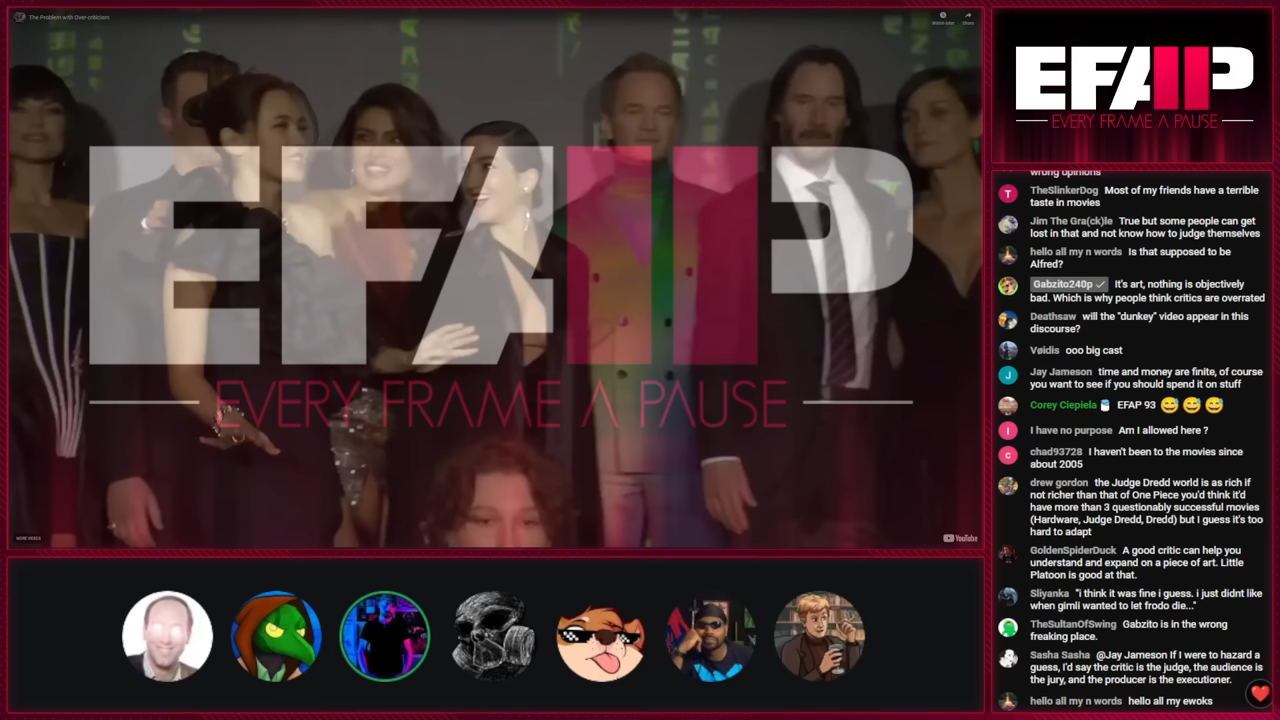 The Problem with Over-criticism
Watch later
Share
EFAP
EVERY FRAME A PAUSE
MORE VIDEOS
YouTube
EFAP
EVERY FRAME A PAUSE
wrong opinions
T
TheSlinkerDog Most of my friends have a terrible
taste in movies
Jim The Gra(ck)le True but some people can get
lost in that and not know how to judge themselves
hello all my n words Is that supposed to be
Alfred?
Gabzito240p It's art, nothing is objectively
bad. Which is why people think critics are overrated
Deathsaw will the "dunkey" video appear in this
discourse?
Vøidis ooo big cast
J
Jay Jameson time and money are finite, of course
you want to see if you should spend it on stuff
Corey Ciepiela EFAP 93 😅 😅 😅
I
I have no purpose Am I allowed here ?
c
chad93728 I haven't been to the movies since
about 2005
drew gordon the Judge Dredd world is as rich if
not richer than that of One Piece you'd think it'd
have more than 3 questionably successful movies
(Hardware, Judge Dredd, Dredd) but I guess it's too
hard to adapt
GoldenSpiderDuck A good critic can help you
understand and expand on a piece of art. Little
Platoon is good at that.
Sliyanka "i think it was fine i guess. i just didnt like
when gimli wanted to let frodo die..."
TheSultanOfSwing Gabzito is in the wrong
freaking place.
Sasha Sasha @Jay Jameson If I were to hazard a
guess, I'd say the critic is the judge, the audience is
the jury, and the producer is the executioner.
hello all my n words hello all my ewoks